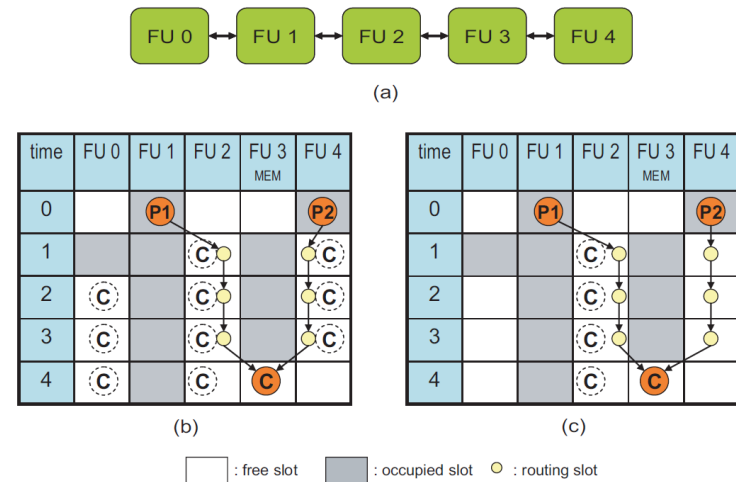 FU 0 FU 1 FU 2 FU 3 FU 4
(a)
time FU 0 FU 1 FU 2 FU 3 MEM FU 4
0 P1 P2
1 C C
2 C C C
3 C C C
4 C C C
(b)
time FU 0 FU 1 FU 2 FU 3 MEM FU 4
0 P1 P2
1 C
2 C
3 C
4 C C
(c)
: free slot : occupied slot : routing slot